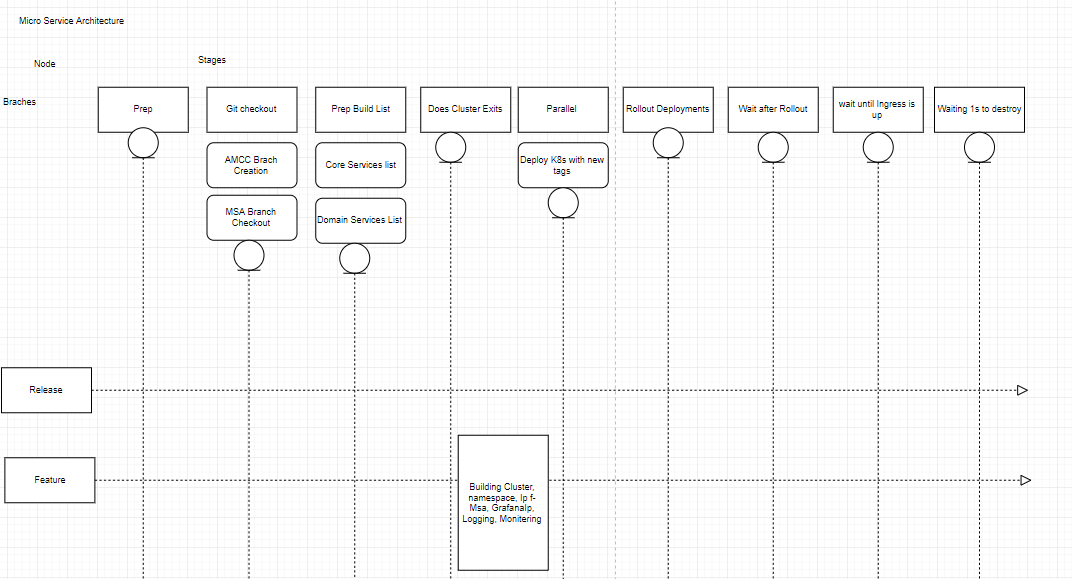 Micro Service Architecture
Node
Stages
Braches
Prep
Git checkout
Prep Build List
Does Cluster Exits
Parallel
Rollout Deployments
Wait after Rollout
wait until Ingress is
up
Waiting 1s to destroy
AMCC Brach
Creation
Core Services list
Deploy K8s with new
tags
MSA Branch
Checkout
Domain Services List
Release
Feature
Building Cluster,
namespace, Ip f-
Msa, GrafanaIp,
Logging, Monitering